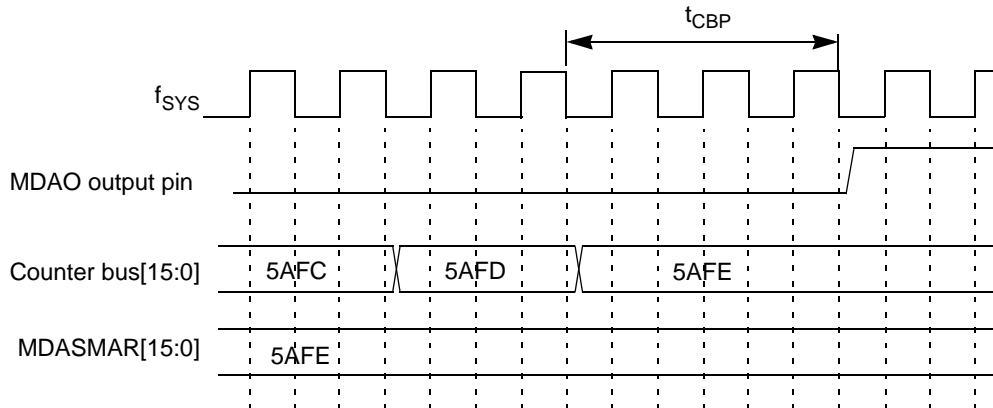 tCBP
fSYS
MDAO output pin
Counter bus[15:0]
5AFC
5AFD
5AFE
MDASMAR[15:0]
5AFE